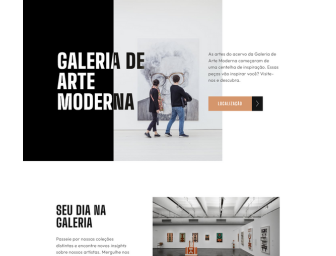 GALERIA DE
ARTE
MODERNA
As artes do acervo da Galeria de
Arte Moderna começaram de
uma centelha de inspiração. Essas
peças vão inspirar você? Visite-
nos e descubra.
LOCALIZAÇÃO
SEU DIA NA
GALERIA
Passeie por nossas coleções
distintas e encontre novos insights
sobre nossos artistas. Mergulhe nos